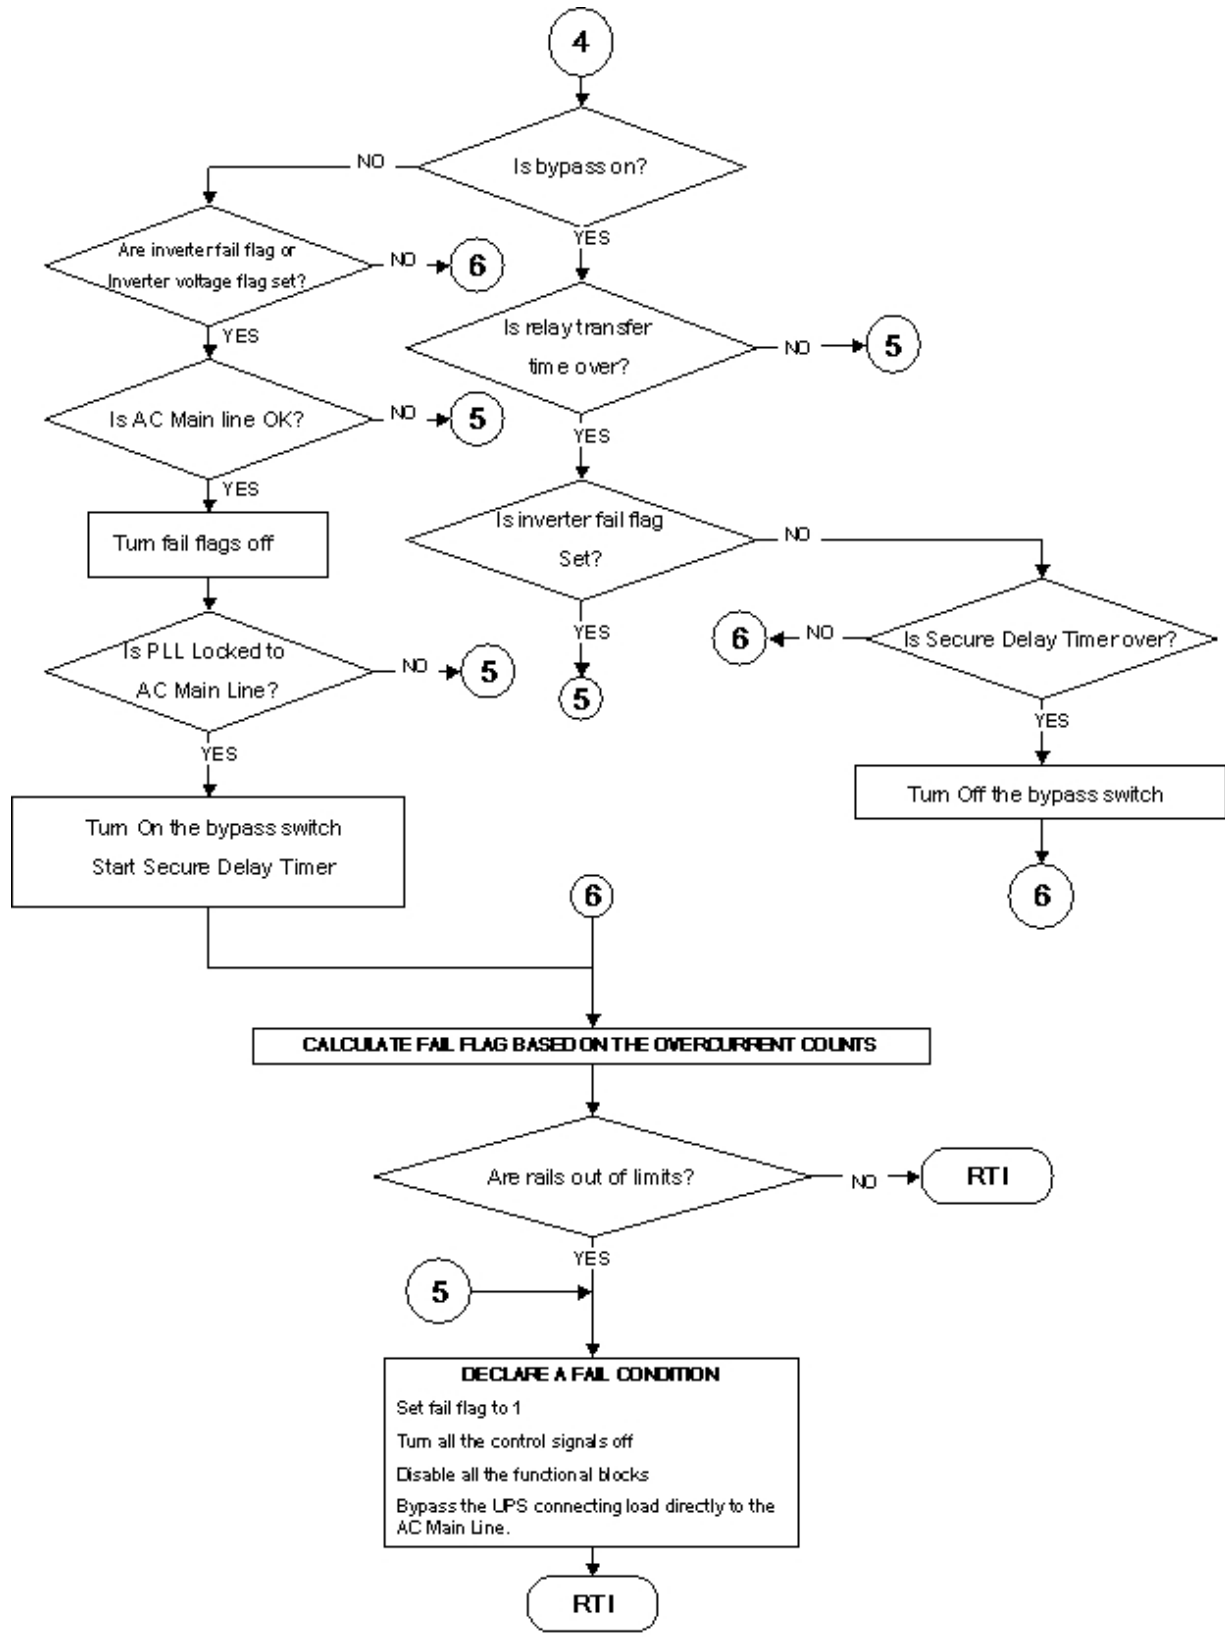 4
Is bypass on?
NO
YES
Are inverter fail flag or
Inverter voltage flag set?
NO
6
YES
Is relay transfer
time over?
NO
5
YES
Is AC Main line OK?
NO
5
YES
Is inverter fail flag
Set?
NO
YES
5
Turn fail flags off
Is Secure Delay Timer over?
NO
6
YES
Is PLL Locked to
AC Main Line?
NO
5
YES
Turn Off the bypass switch
6
Turn On the bypass switch
Start Secure Delay Timer
6
CALCULATE FAIL FLAG BASED ON THE OVERCURRENT COUNTS
Are rails out of limits?
NO
RTI
YES
5
DECLARE A FAIL CONDITION
Set fail flag to 1
Turn all the control signals off
Disable all the functional blocks
Bypass the UPS connecting load directly to the
AC Main Line.
RTI